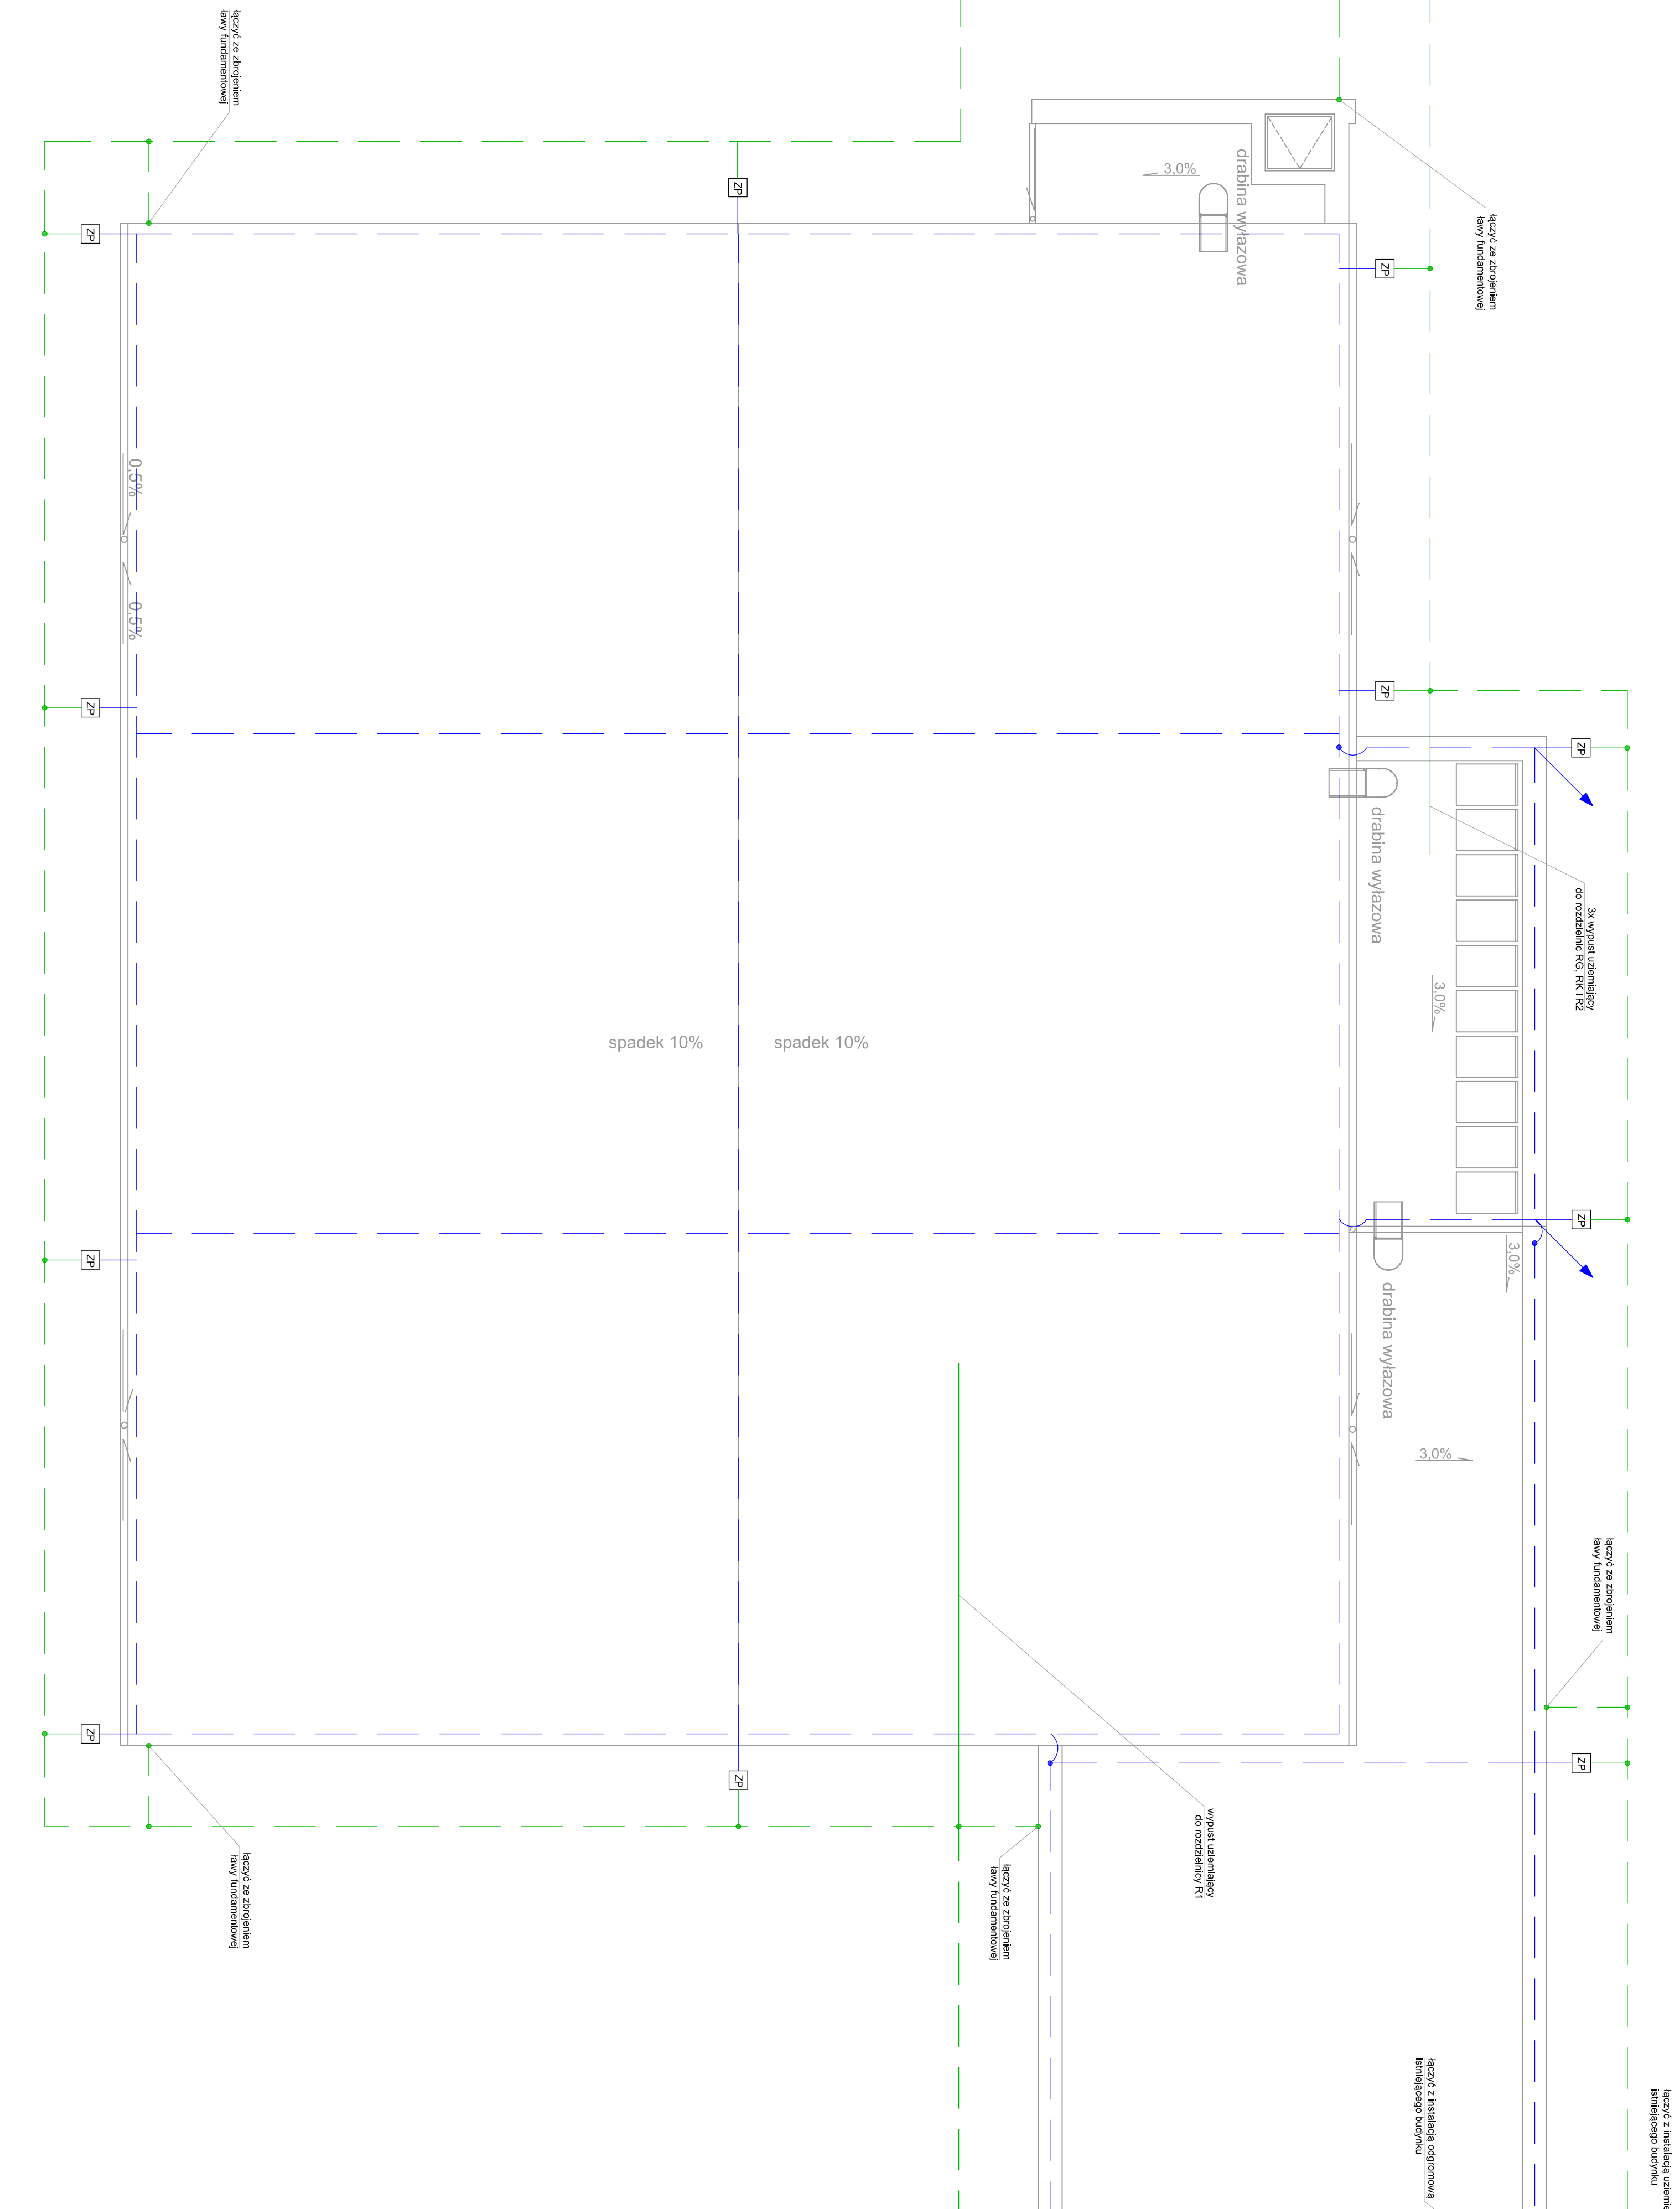 łączyć ze zbrojeniem
ławy fundamentowej
ZP
ZP
3,0%
drabina wyłazowa
ZP
łączyć ze zbrojeniem
ławy fundamentowej
0,5%
0,5%
ZP
ZP
ZP
drabina wyłazowa
3x wypust uziemiający
do rozdzielnic RG, RK i R2
3,0%
spadek 10%
spadek 10%
ZP
ZP
3,0%
drabina wyłazowa
3,0%
łączyć ze zbrojeniem
ławy fundamentowej
ZP
ZP
ZP
wypust uziemiający
do rozdzielnicy R1
łączyć ze zbrojeniem
ławy fundamentowej
łączyć ze zbrojeniem
ławy fundamentowej
łączyć z instalacją odgromową
istniejącego budynku
łączyć z instalacją
istniejącego budynku